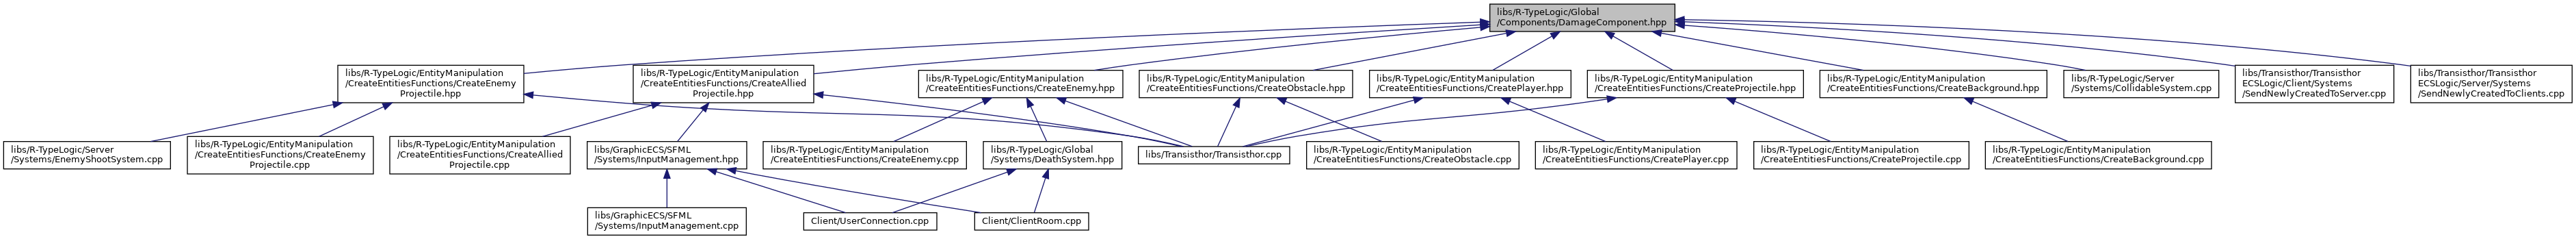 libs/R-TypeLogic/Global
/Components/DamageComponent.hpp
libs/R-TypeLogic/EntityManipulation
/CreateEntitiesFunctions/CreateEnemy
Projectile.hpp
libs/R-TypeLogic/EntityManipulation
/CreateEntitiesFunctions/CreateAllied
Projectile.hpp
libs/R-TypeLogic/EntityManipulation
/CreateEntitiesFunctions/CreateEnemy.hpp
libs/R-TypeLogic/EntityManipulation
/CreateEntitiesFunctions/CreateObstacle.hpp
libs/R-TypeLogic/EntityManipulation
/CreateEntitiesFunctions/CreatePlayer.hpp
libs/R-TypeLogic/EntityManipulation
/CreateEntitiesFunctions/CreateProjectile.hpp
libs/R-TypeLogic/EntityManipulation
/CreateEntitiesFunctions/CreateBackground.hpp
libs/R-TypeLogic/Server
/Systems/CollidableSystem.cpp
libs/Transisthor/Transisthor
ECSLogic/Client/Systems
/SendNewlyCreatedToServer.cpp
libs/Transisthor/Transisthor
ECSLogic/Server/Systems
/SendNewlyCreatedToClients.cpp
libs/R-TypeLogic/Server
/Systems/EnemyShootSystem.cpp
libs/R-TypeLogic/EntityManipulation
/CreateEntitiesFunctions/CreateEnemy
Projectile.cpp
libs/R-TypeLogic/EntityManipulation
/CreateEntitiesFunctions/CreateAllied
Projectile.cpp
libs/GraphicECS/SFML
/Systems/InputManagement.hpp
libs/R-TypeLogic/EntityManipulation
/CreateEntitiesFunctions/CreateEnemy.cpp
libs/R-TypeLogic/Global
/Systems/DeathSystem.hpp
libs/Transisthor/Transisthor.cpp
libs/R-TypeLogic/EntityManipulation
/CreateEntitiesFunctions/CreateObstacle.cpp
libs/R-TypeLogic/EntityManipulation
/CreateEntitiesFunctions/CreatePlayer.cpp
libs/R-TypeLogic/EntityManipulation
/CreateEntitiesFunctions/CreateProjectile.cpp
libs/R-TypeLogic/EntityManipulation
/CreateEntitiesFunctions/CreateBackground.cpp
libs/GraphicECS/SFML
/Systems/InputManagement.cpp
Client/UserConnection.cpp
Client/ClientRoom.cpp